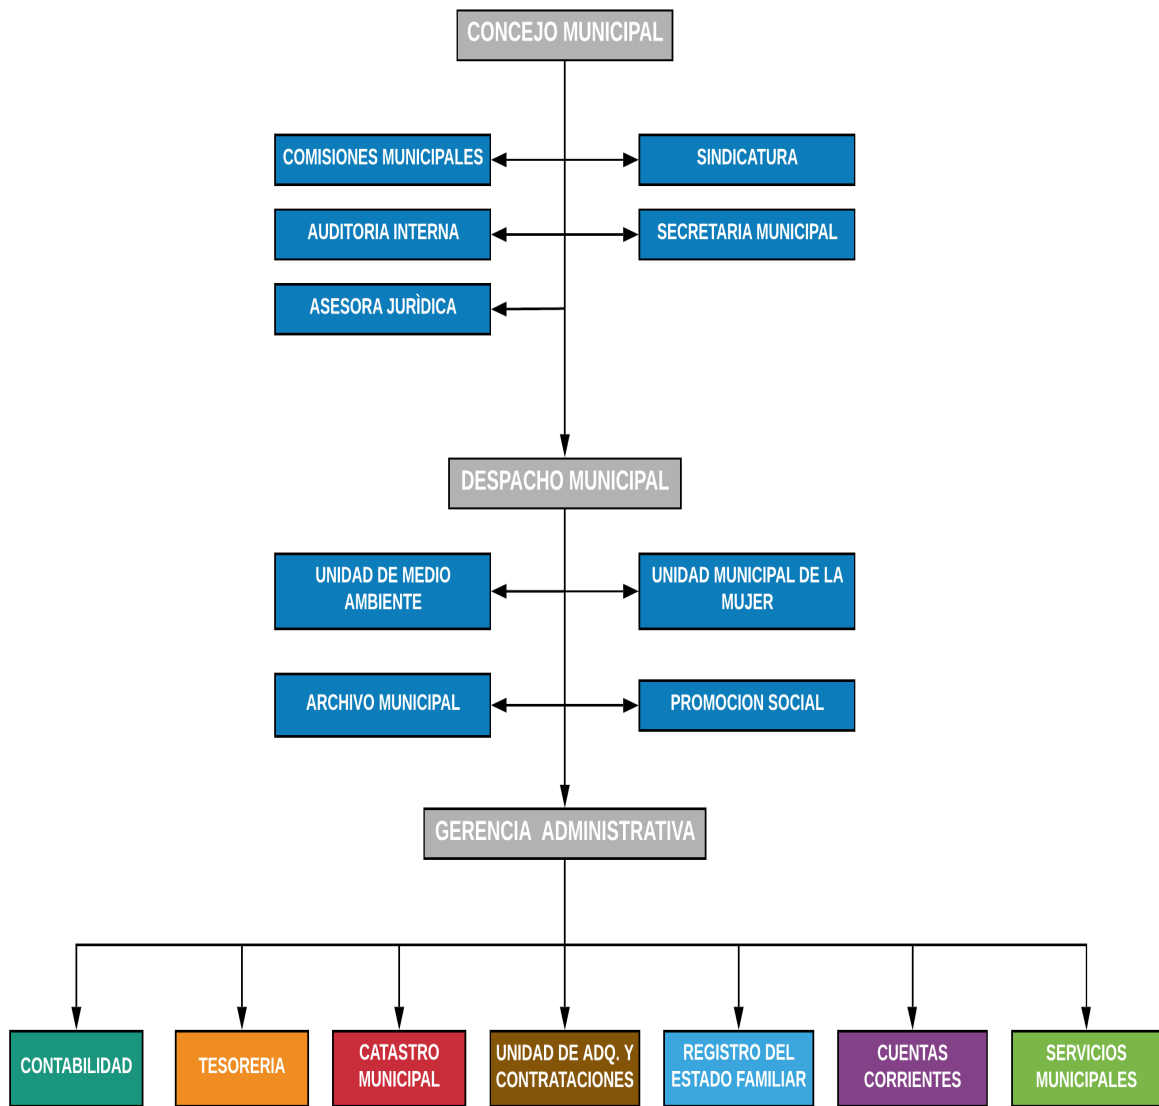 CONCEJO MUNICIPAL
COMISIONES MUNICIPALES
SINDICATURA
AUDITORIA INTERNA
SECRETARIA MUNICIPAL
ASESORA JURÌDICA
DESPACHO MUNICIPAL
UNIDAD DE MEDIO
AMBIENTE
UNIDAD MUNICIPAL DE LA
MUJER
ARCHIVO MUNICIPAL
PROMOCION SOCIAL
GERENCIA  ADMINISTRATIVA
CONTABILIDAD
TESORERIA
CATASTRO
MUNICIPAL
UNIDAD DE ADQ. Y
CONTRATACIONES
REGISTRO DEL
ESTADO FAMILIAR
CUENTAS
CORRIENTES
SERVICIOS
MUNICIPALES